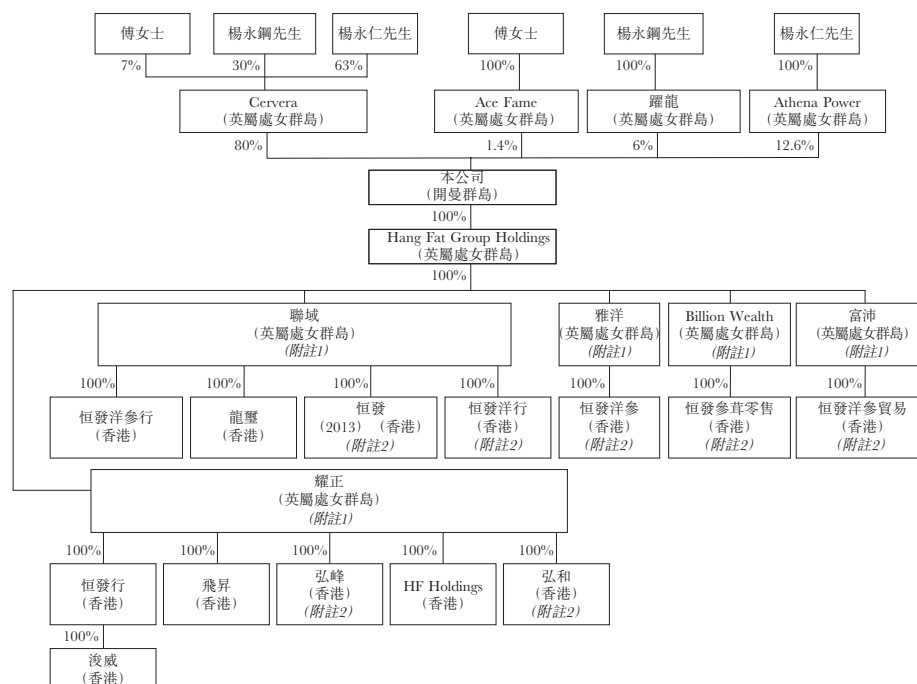 傅女士
楊永鋼先生
楊永仁先生
傅女士
楊永鋼先生
楊永仁先生
7%
30%
63%
100%
100%
100%
Cervera
(英屬處女群島)
Ace Fame
(英屬處女群島)
躍龍
(英屬處女群島)
Athena Power
(英屬處女群島)
80%
1.4%
6%
12.6%
本公司
(開曼群島)
100%
Hang Fat Group Holdings
(英屬處女群島)
100%
聯域
(英屬處女群島)
(附註1)
雅洋
(英屬處女群島)
(附註1)
Billion Wealth
(英屬處女群島)
(附註1)
富沛
(英屬處女群島)
(附註1)
100%
100%
100%
100%
100%
100%
100%
恒發洋參行
(香港)
龍璽
(香港)
恒發
(2013) (香港)
(附註2)
恒發洋行
(香港)
(附註2)
恒發洋參
(香港)
(附註2)
恒發參茸零售
(香港)
(附註2)
恒發洋參貿易
(香港)
(附註2)
耀正
(英屬處女群島)
(附註1)
100%
100%
100%
100%
100%
恒發行
(香港)
飛昇
(香港)
弘峰
(香港)
(附註2)
HF Holdings
(香港)
弘和
(香港)
(附註2)
100%
浚威
(香港)